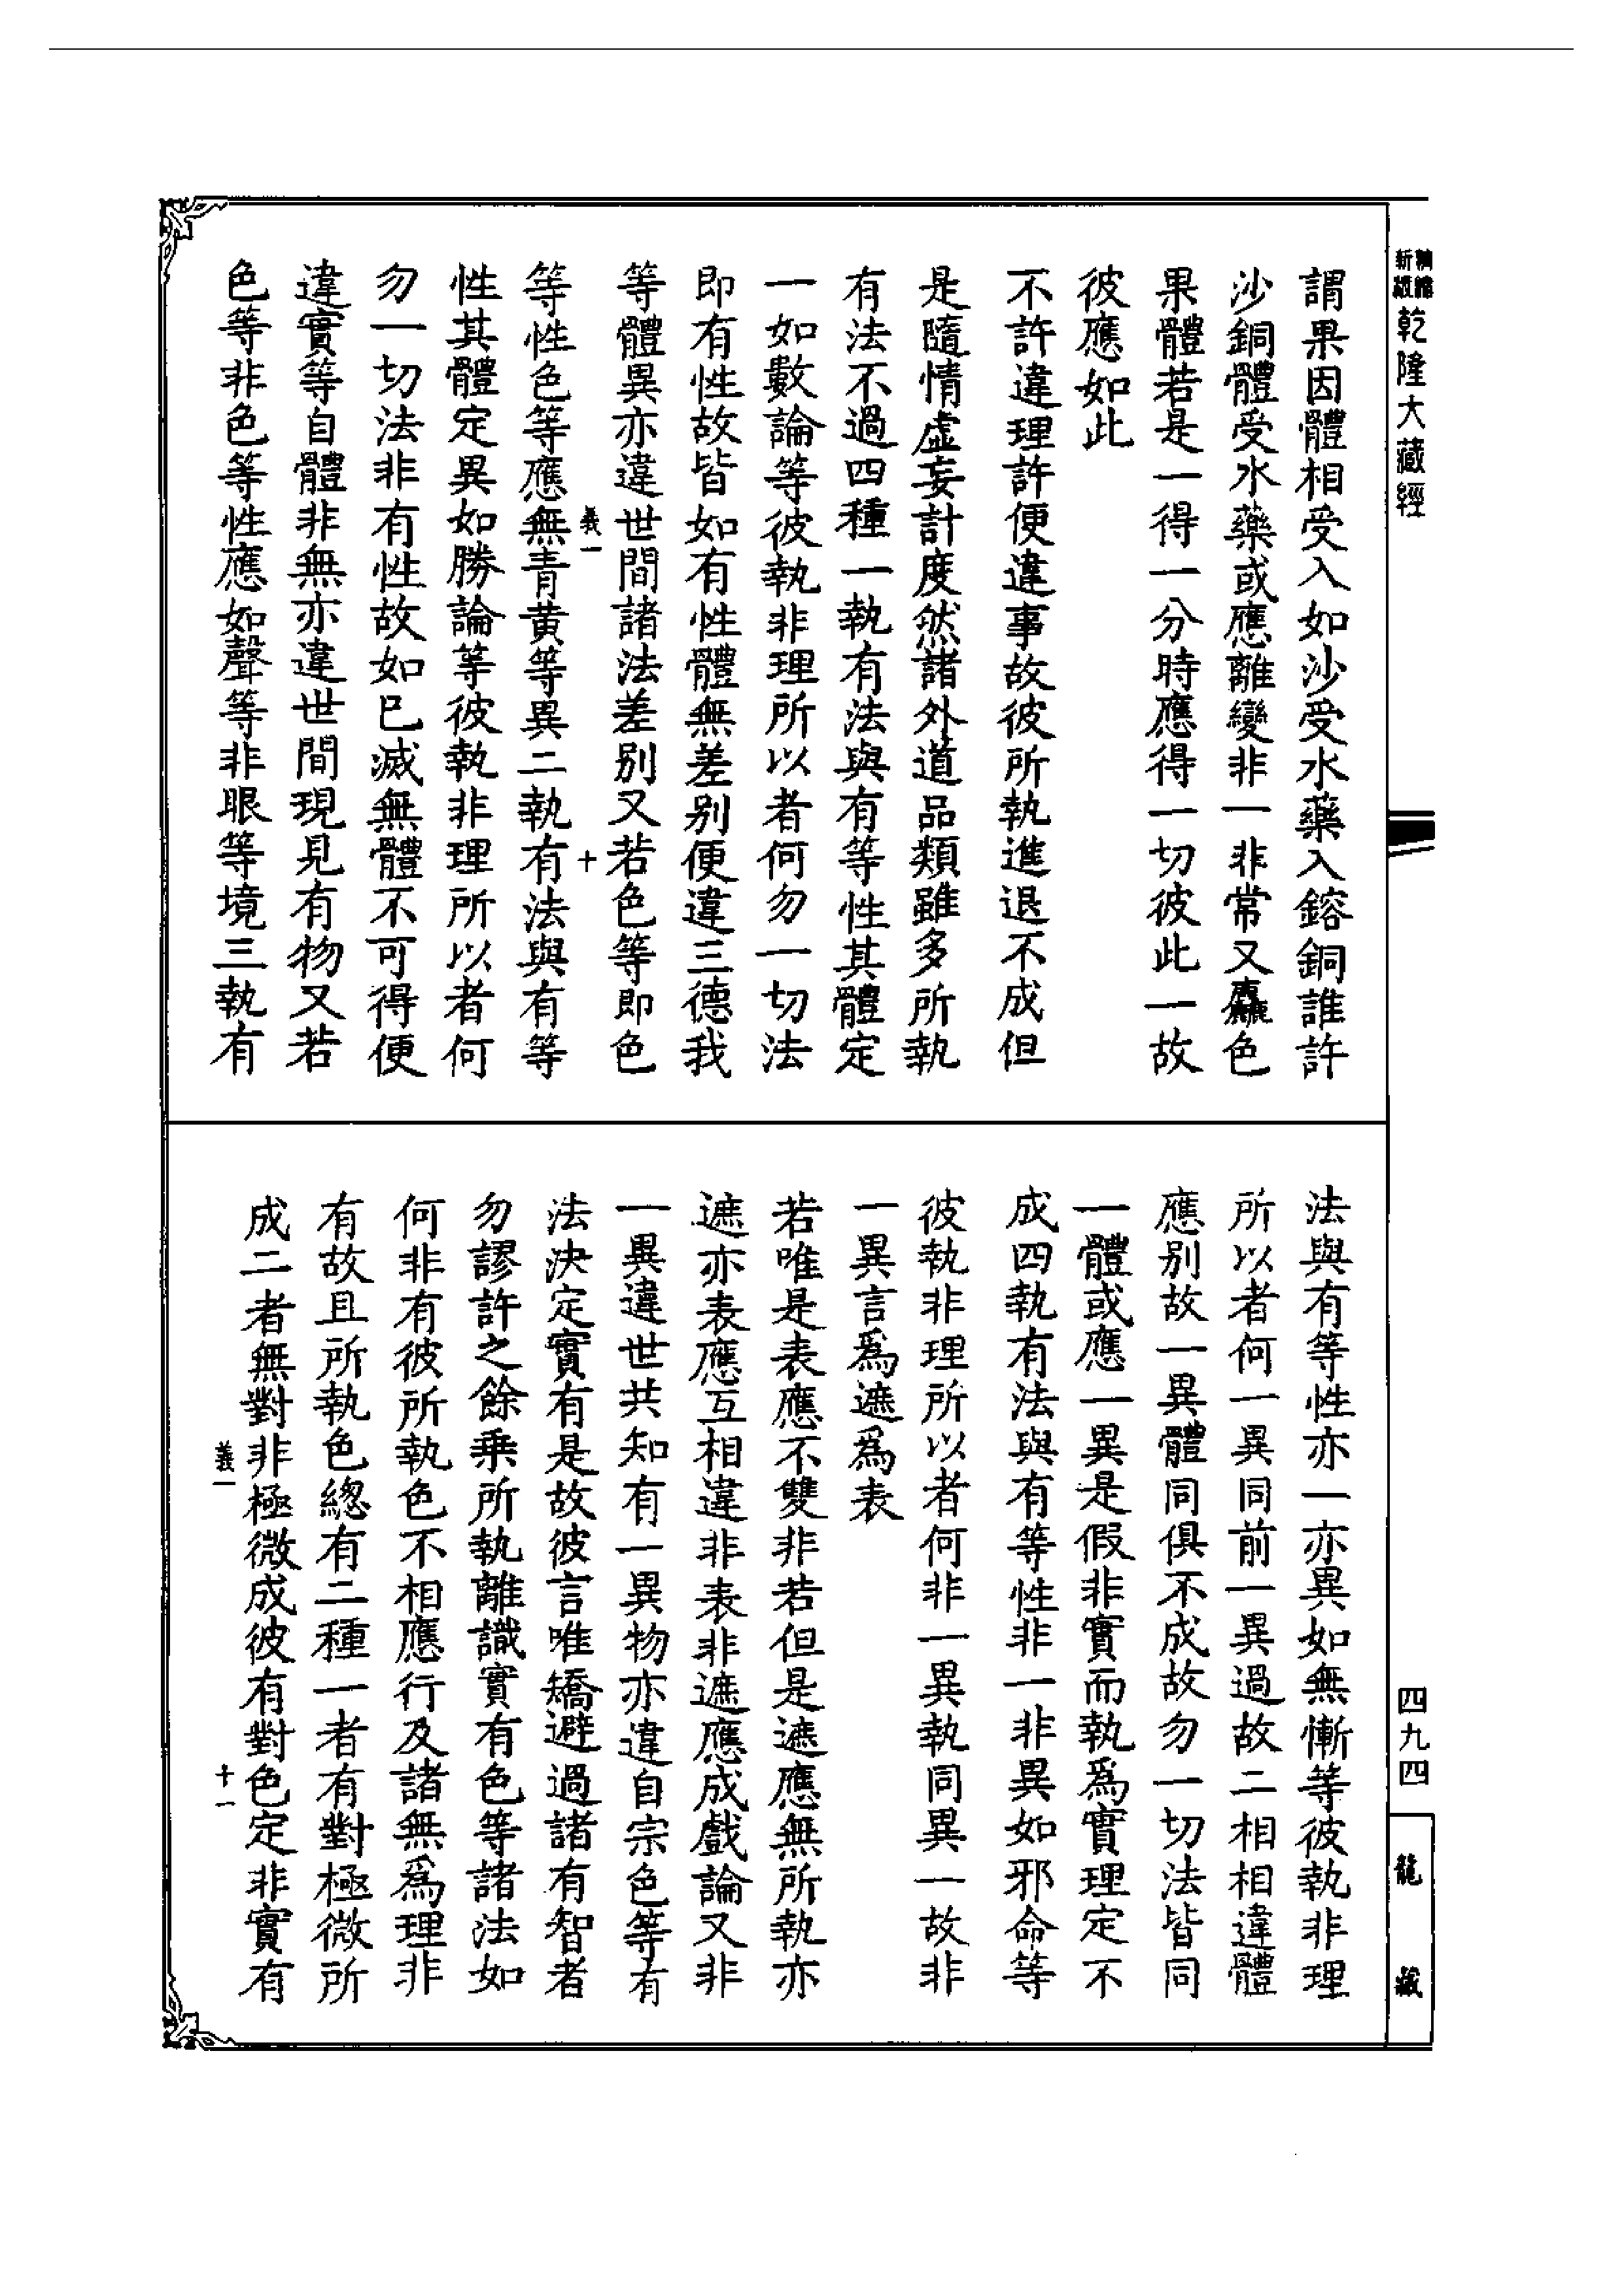 新纂縮緝乾隆大藏經
謂果因體相受入如沙受水藥入鎔銅誰許
沙銅體受水藥或應離變非一非常又麤色
果體若是一得一分時應得一切彼此一故
彼應如此
不許違理許便違事故彼所執進退不成但
是隨情虛妄計度然諸外道品類雖多所執
有法不過四種一執有法與有等性其體定
一如數論等彼執非理所以者何勿一切法
即有性故皆如有性體無差别便違三德我
等體異亦違世間諸法差别又若色等即色
義一
十
等性色等應無青黄等異二執有法與有等
性其體定異如勝論等彼執非理所以者何
勿一切法非有性故如已滅無體不可得便
違實等自體非無亦違世間現見有物又若
色等非色等性應如聲等非眼等境三執有
法與有等性亦一亦異如無慚等彼執非理
所以者何一異同前一異過故二相相違體
應别故一異體同俱不成故勿一切法皆同
一體或應一異是假非實而執爲實理定不
成四執有法與有等性非一非異如邪命等
彼執非理所以者何非一異執同異一故非
一異言爲遮爲表
若唯是表應不雙非若但是遮應無所執亦
遮亦表應互相違非表非遮應成戲論又非
一異違世共知有一異物亦違自宗色等有
法決定實有是故彼言唯矯避過諸有智者
勿謬許之餘乘所執離識實有色等諸法如
何非有彼所執色不相應行及諸無爲理非
有故且所執色緫有二種一者有對極微所
成二者無對非極微成彼有對色定非實有
義一
十一
四九四
龍藏